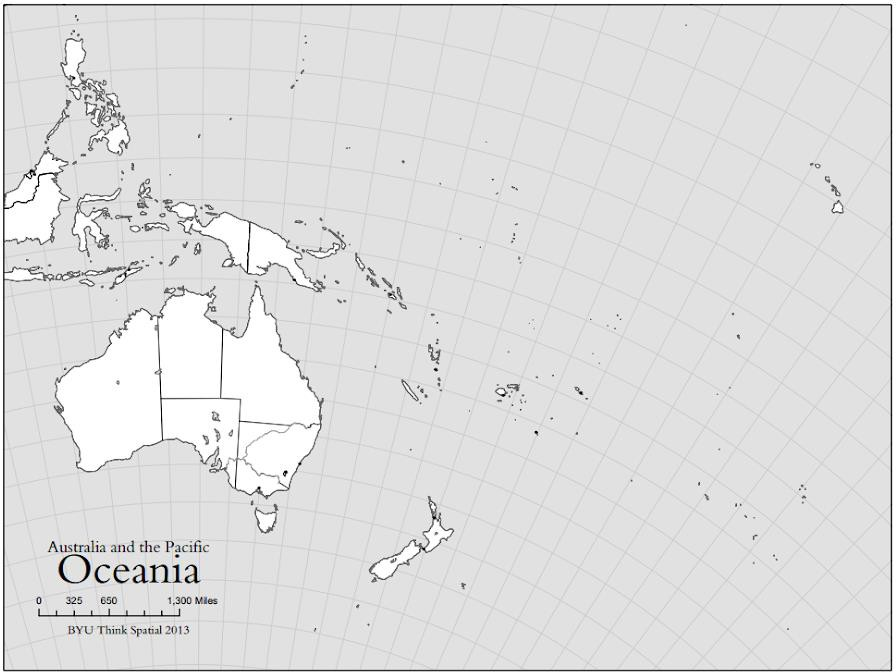 Australia and the Pacific
Oceania
0 325 650 1,300 Miles
BYU Think Spatial 2013